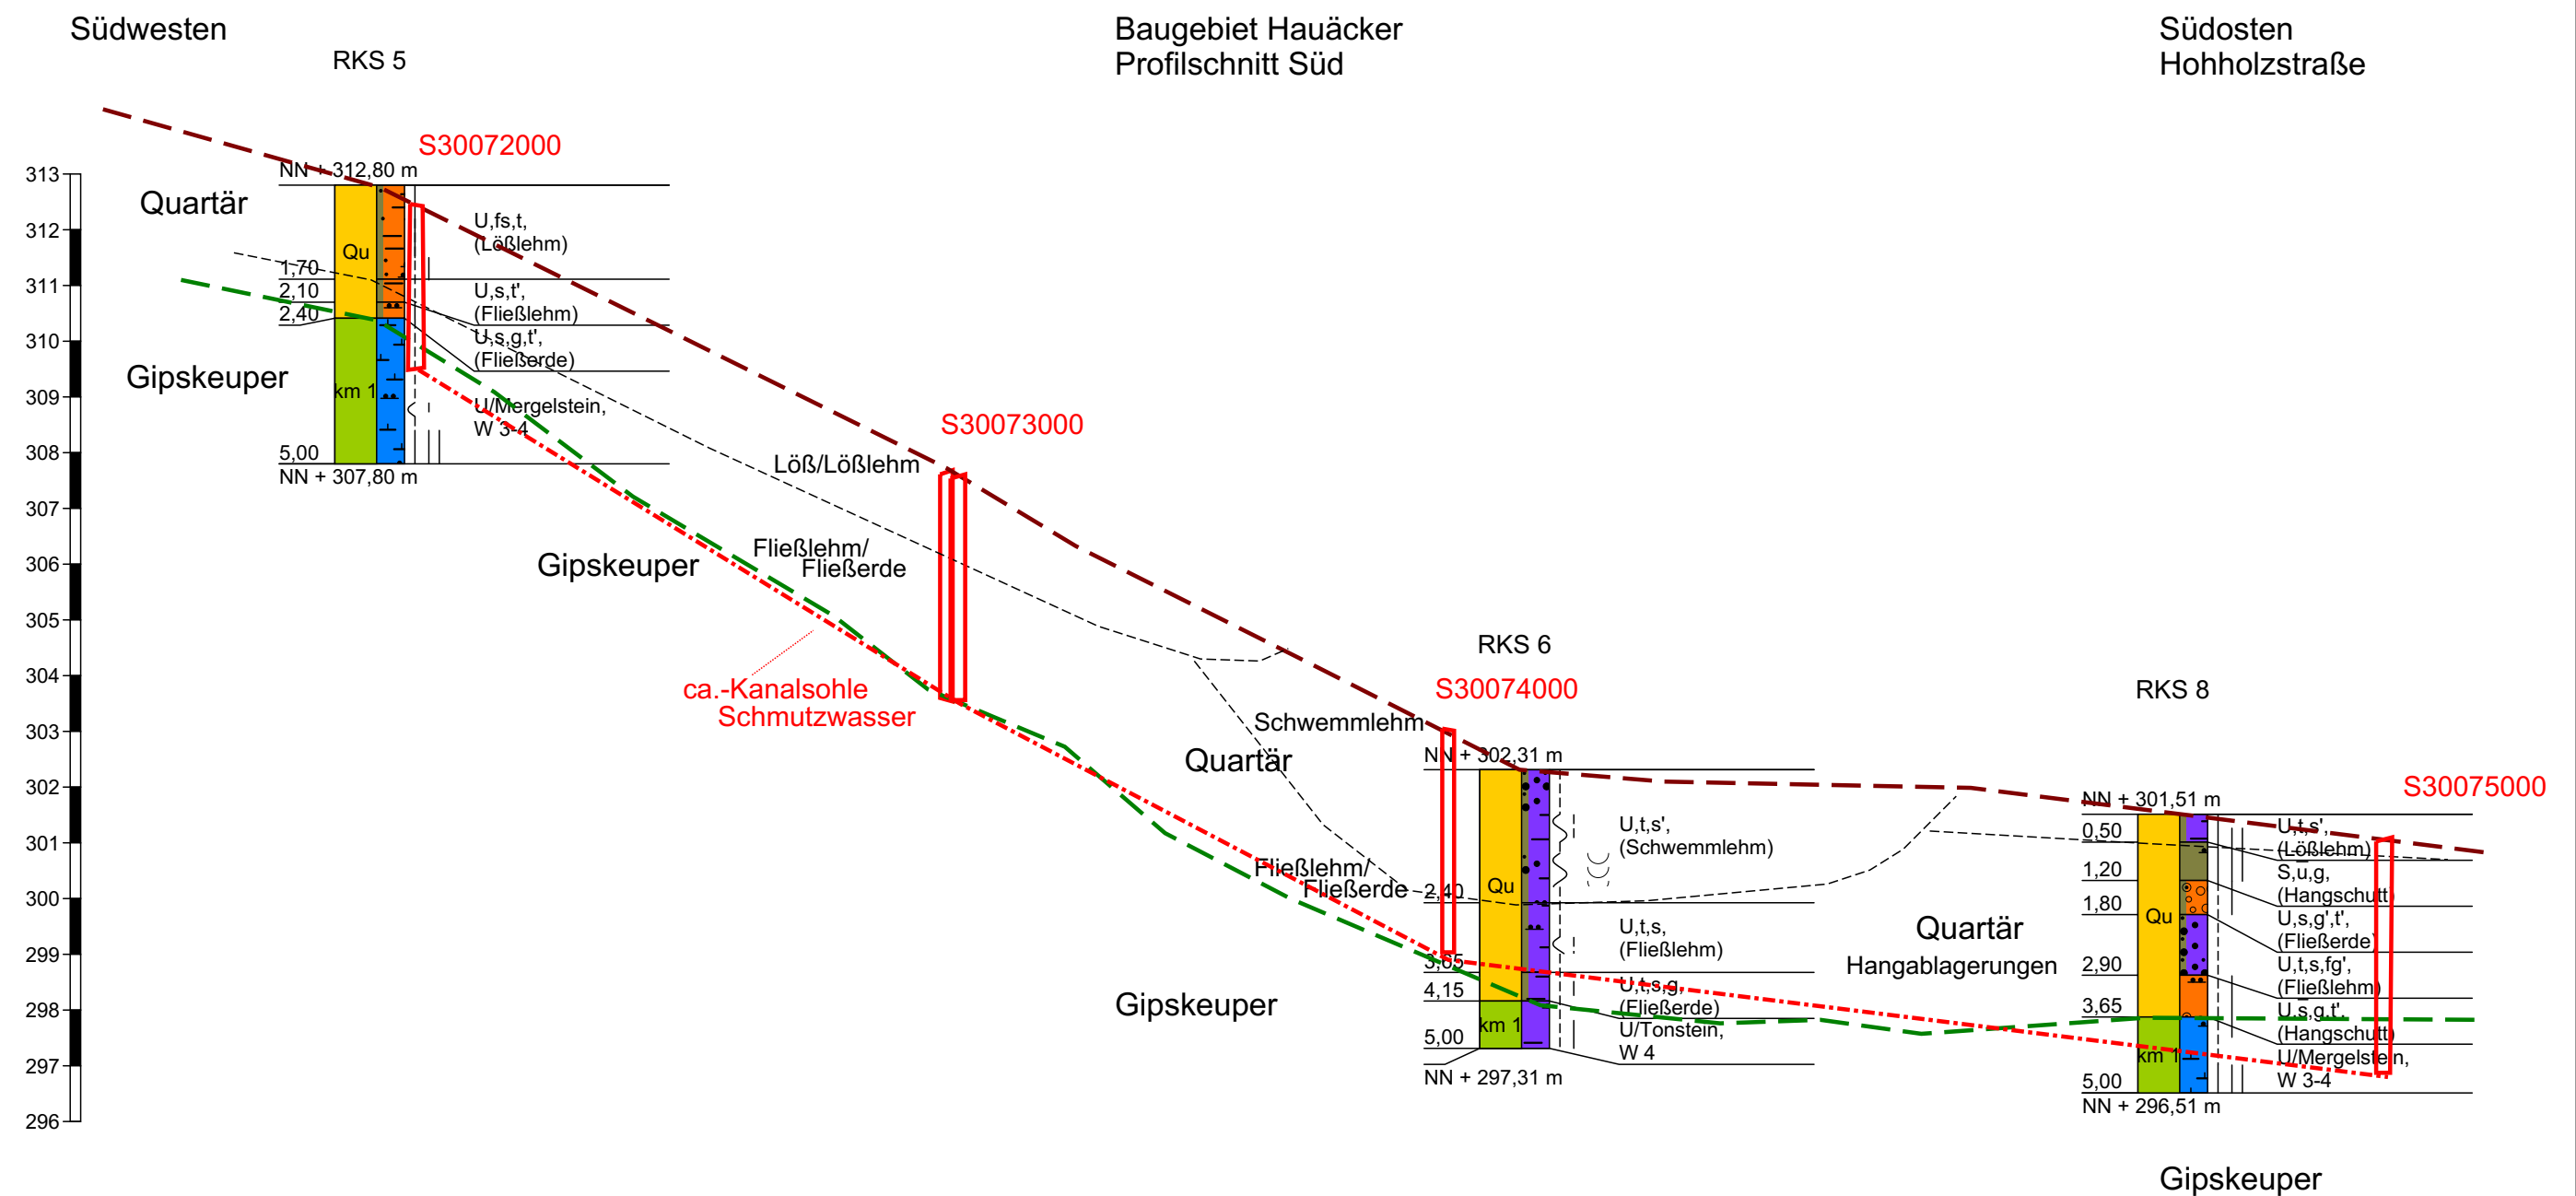 Südwesten
Baugebiet Hauäcker
Profilschnitt Süd
Südosten
Hohholzstraße
RKS 5
S30072000
NN + 312,80 m
313
312
311
310
309
308
307
306
305
304
303
302
301
300
299
298
297
296
Quartär
Gipskeuper
Qu
km 1
1,70
2,10
2,40
5,00
NN + 307,80 m
U,fs,t,
(Lößlehm)
U,s,t',
(Fließlehm)
U,s,g,t',
(Fließerde)
U/Mergelstein,
W 3-4
S30073000
Löß/Lößlehm
Fließlehm/
Fließerde
Gipskeuper
ca.-Kanalsohle
Schmutzwasser
RKS 6
S30074000
Schwemmlehm
Quartär
NN + 302,31 m
Fließlehm/
Fließerde
2,40
3,65
4,15
5,00
NN + 297,31 m
Qu
km 1
U,t,s',
(Schwemmlehm)
U,t,s,
(Fließlehm)
U,t,s,g,
(Fließerde)
U/Tonstein,
W 4
Gipskeuper
Quartär
Hangablagerungen
RKS 8
S30075000
NN + 301,51 m
0,50
1,20
1,80
2,90
3,65
5,00
NN + 296,51 m
Qu
km 1
U,t,s',
(Lößlehm)
S,ū,g,
(Hangschutt)
U,s,g',t',
(Fließerde)
U,t,s,fg',
(Fließlehm)
U,s̄,g,t',
(Hangschutt)
U/Mergelstein,
W 3-4
Gipskeuper